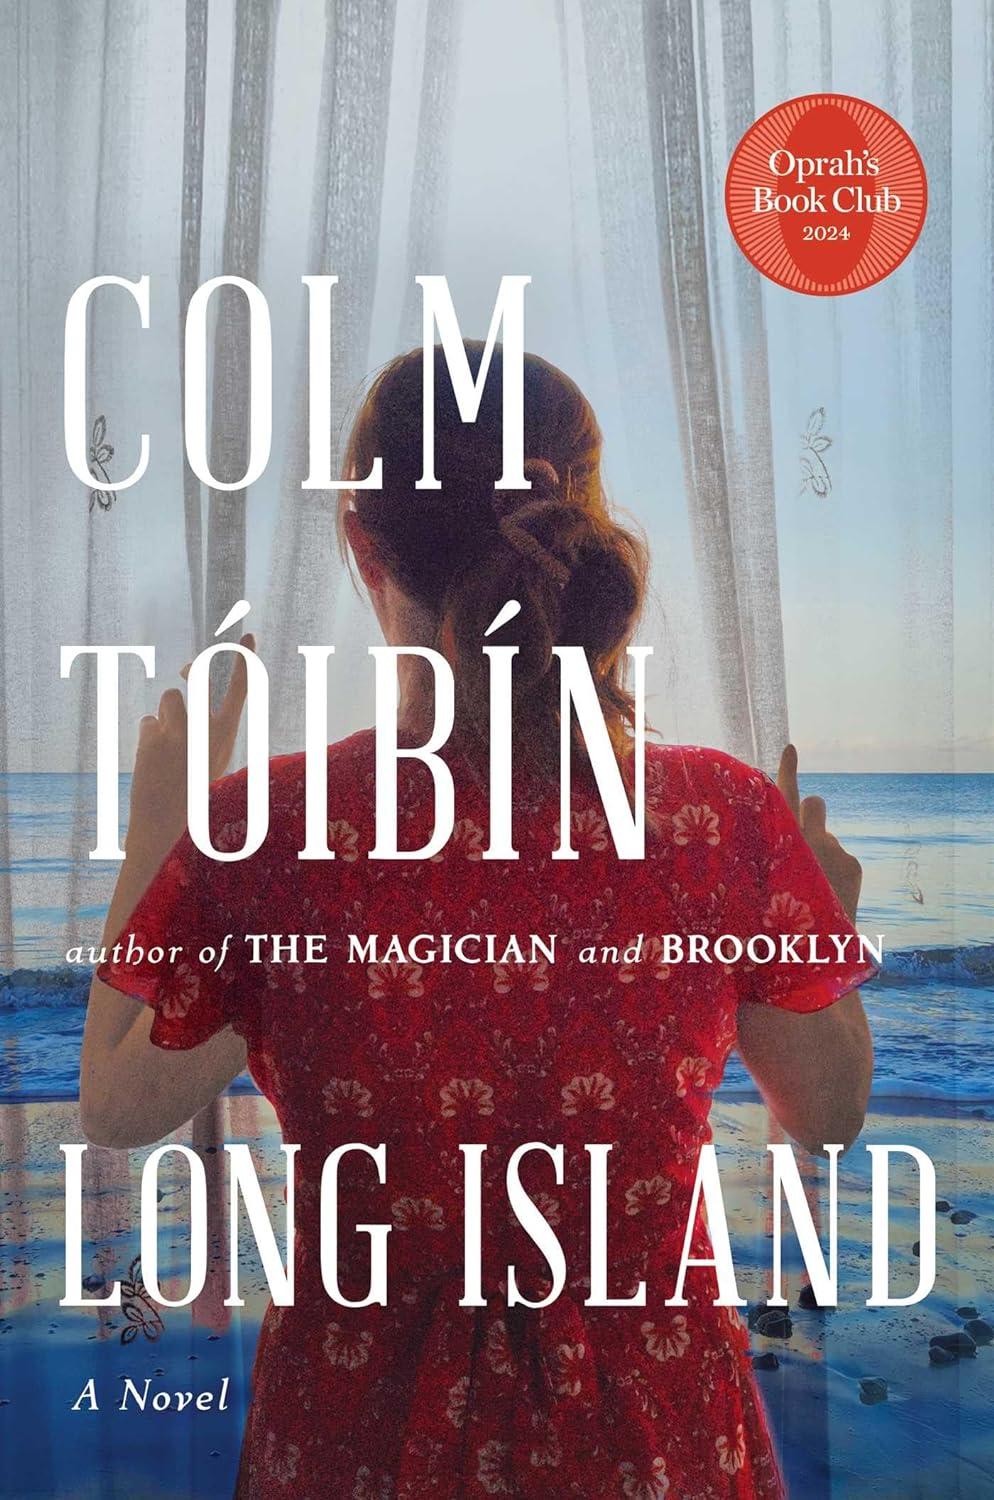 Oprah's
Book Club
2024
COLM
TÓIBÍN
author of THE MAGICIAN and BROOKLYN
LONG ISLAND
A Novel